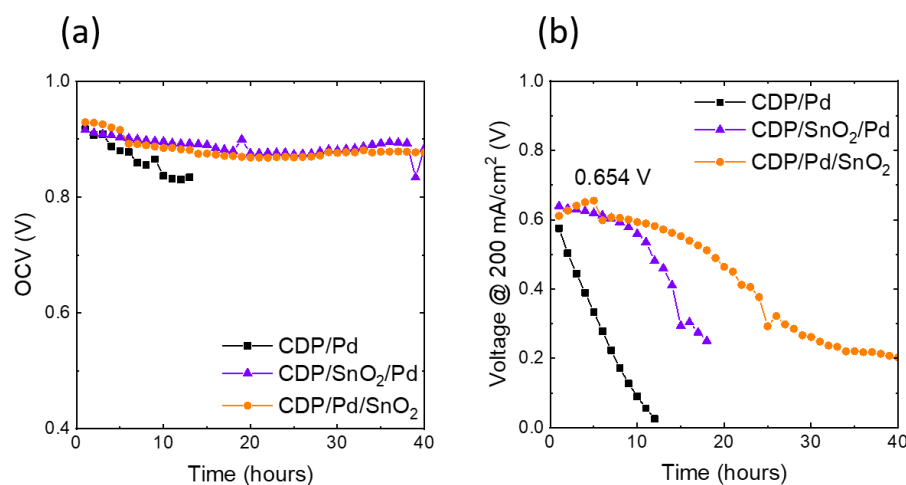 (a)
1.0
0.8
0.6
0.4
OCV (V)
CDP/Pd
CDP/SnO₂/Pd
CDP/Pd/SnO₂
0 10 20 30 40
Time (hours)
(b)
1.0
0.8
0.6
0.4
0.2
0.0
Voltage @ 200 mA/cm² (V)
CDP/Pd
CDP/SnO₂/Pd
CDP/Pd/SnO₂
0.654 V
0 10 20 30 40
Time (hours)